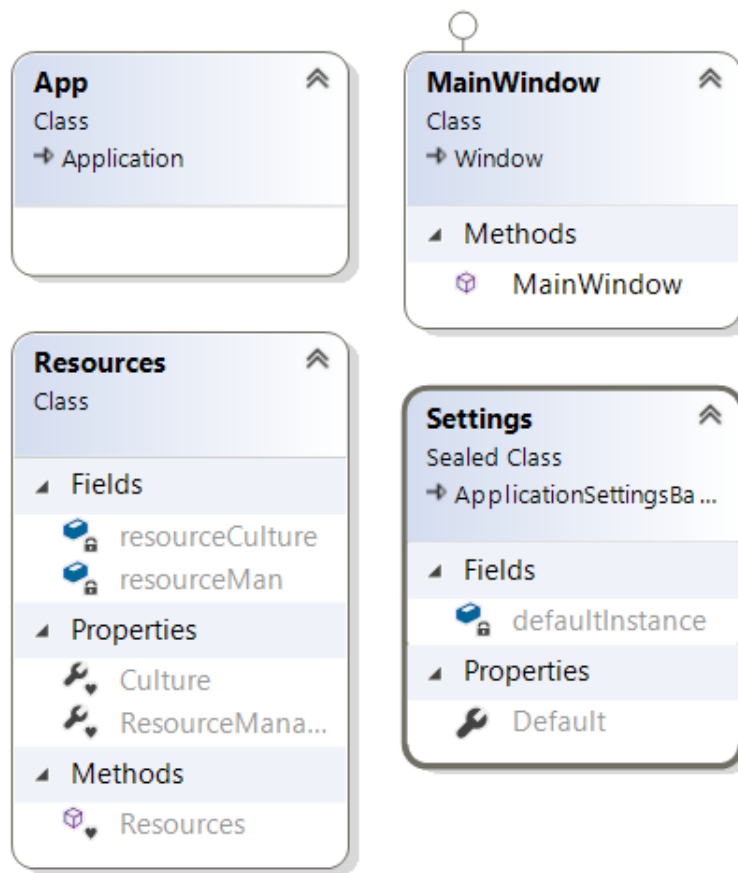 App
Class
Application
MainWindow
Class
Window
Methods
MainWindow
Resources
Class
Fields
resourceCulture
resourceMan
Properties
Culture
ResourceMana...
Methods
Resources
Settings
Sealed Class
ApplicationSettingsBa...
Fields
defaultInstance
Properties
Default